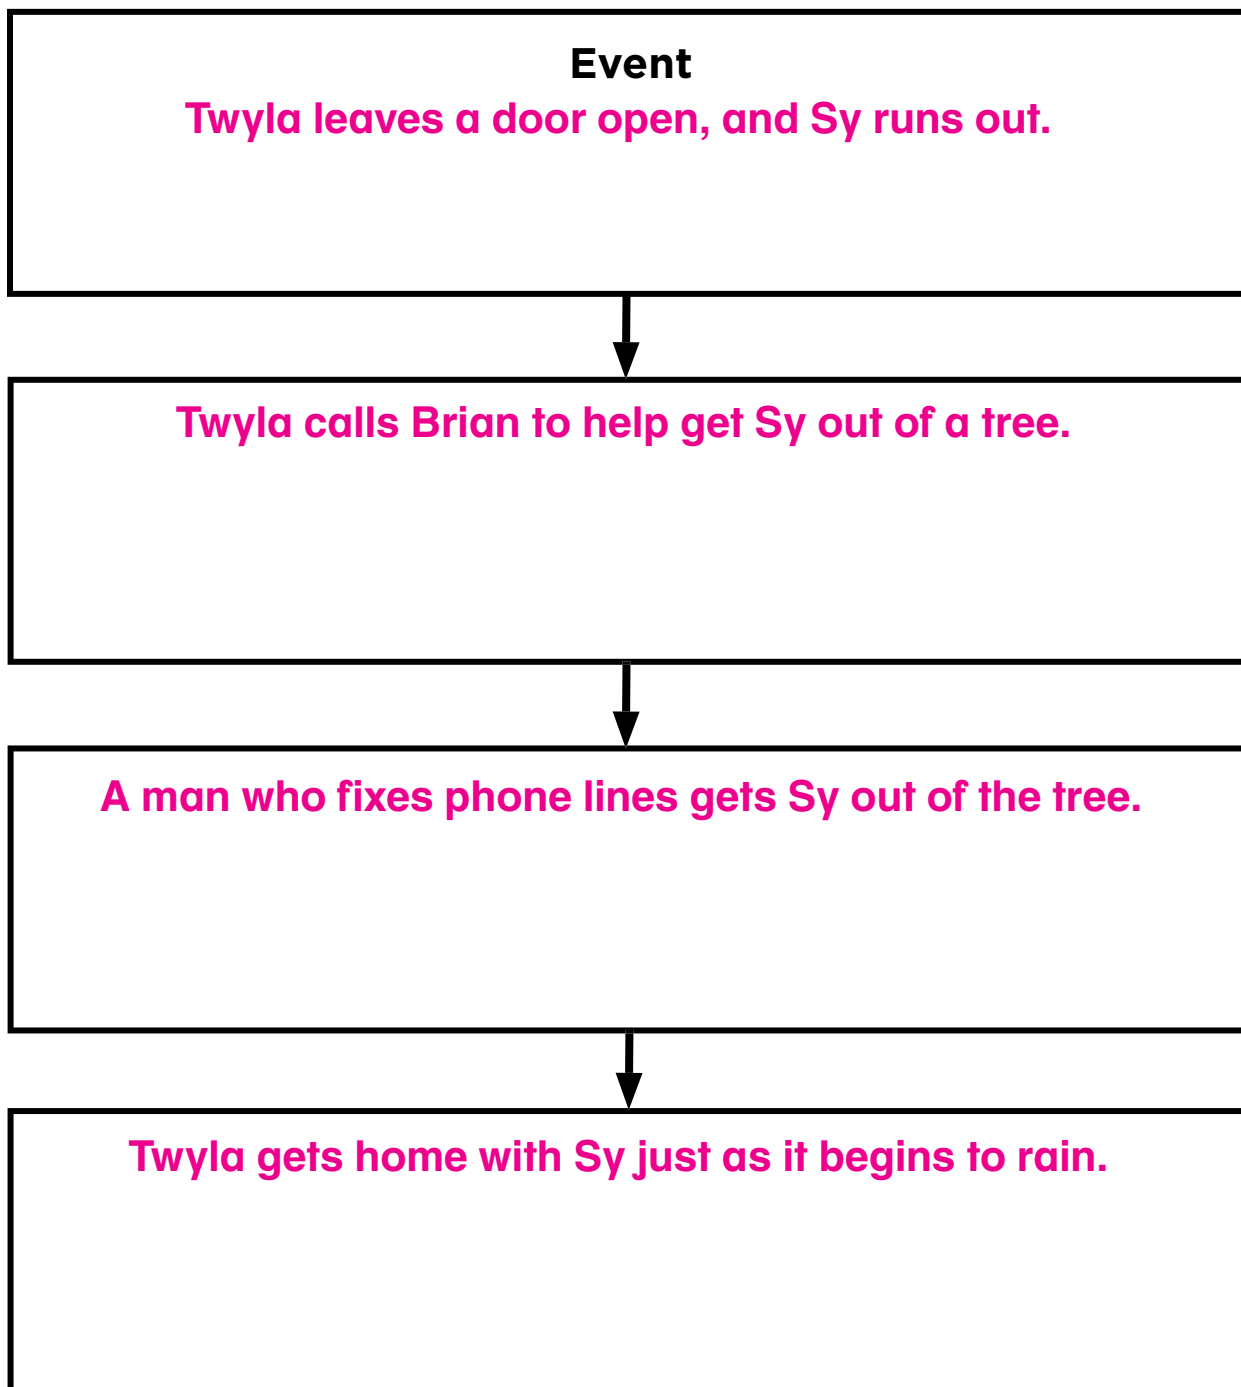 Event
Twyla leaves a door open, and Sy runs out.
Twyla calls Brian to help get Sy out of a tree.
A man who fixes phone lines gets Sy out of the tree.
Twyla gets home with Sy just as it begins to rain.